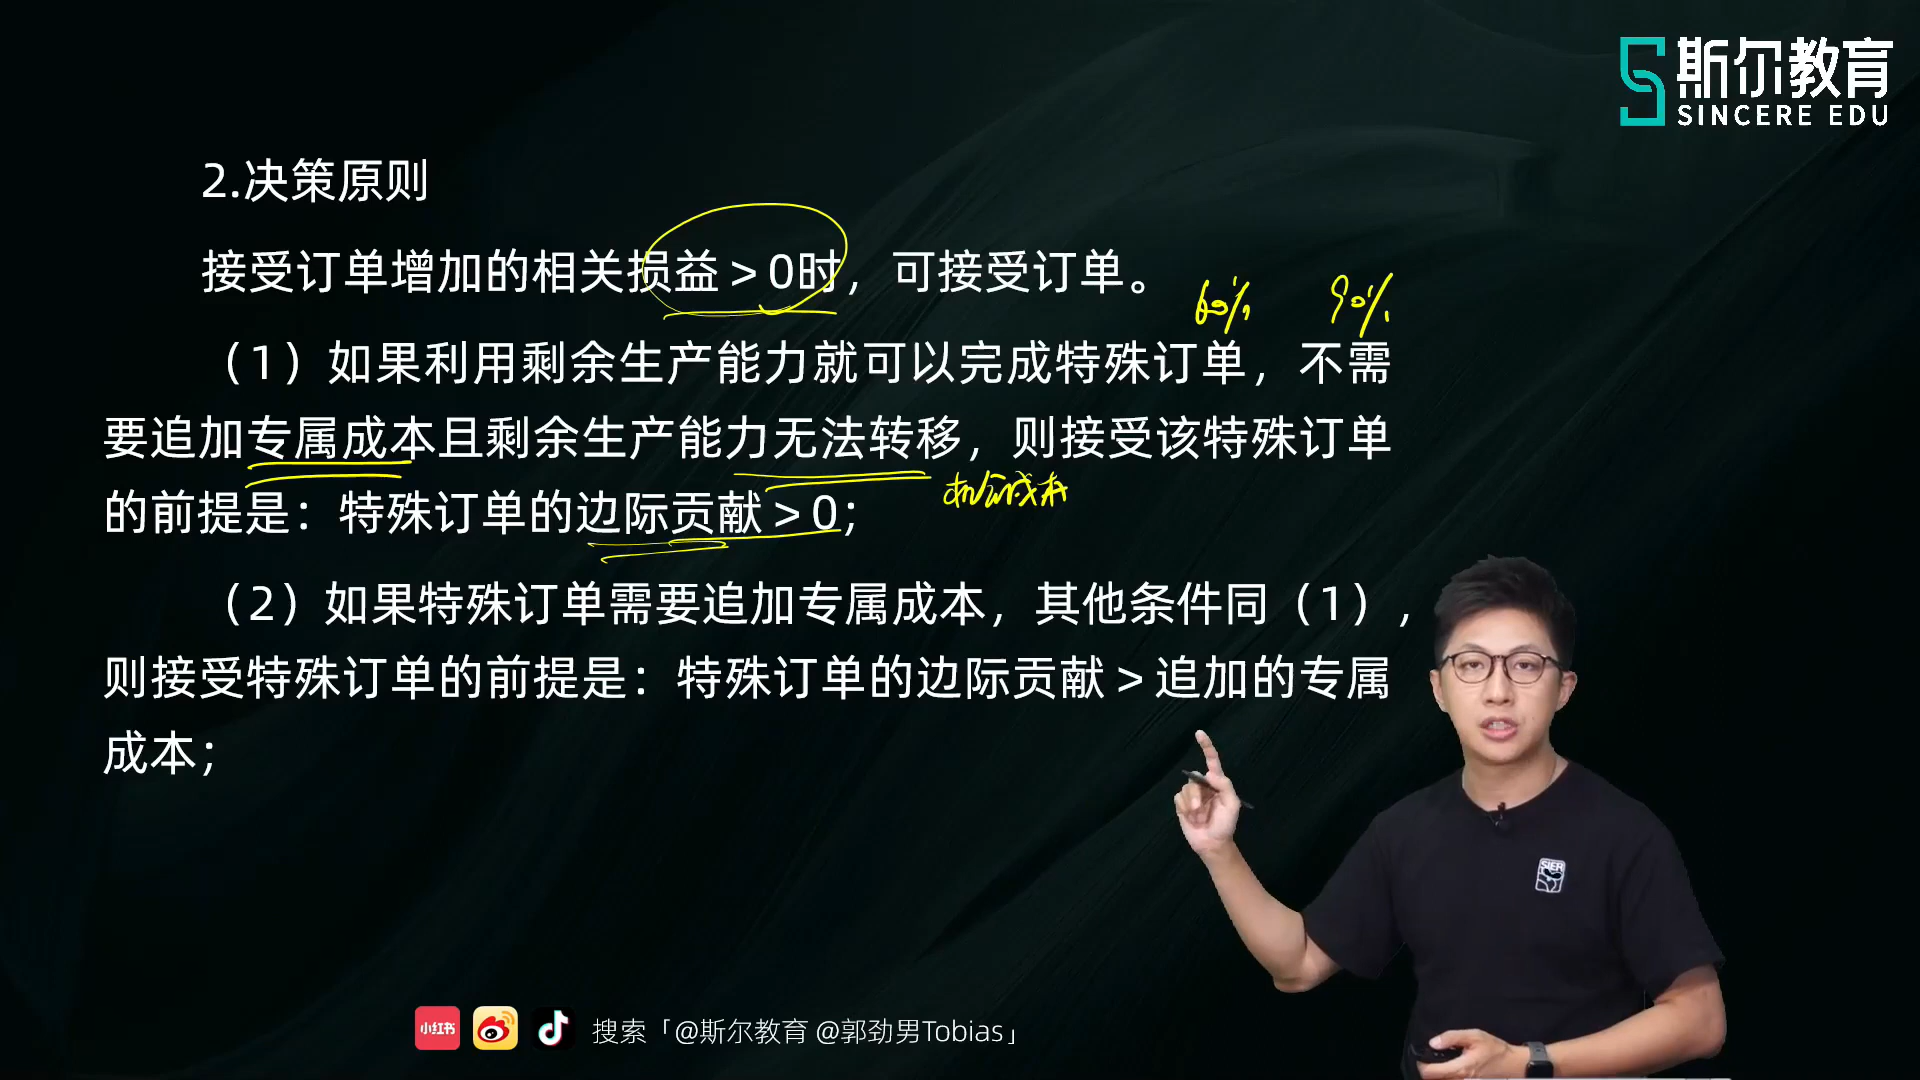 斯尔教育
SINCERE EDU
2.决策原则
接受订单增加的相关损益>0时，可接受订单。
60% 90%
（1）如果利用剩余生产能力就可以完成特殊订单，不需
要追加专属成本且剩余生产能力无法转移，则接受该特殊订单
机会成本
的前提是：特殊订单的边际贡献>0；
（2）如果特殊订单需要追加专属成本，其他条件同（1），
则接受特殊订单的前提是：特殊订单的边际贡献>追加的专属
成本；
SIER
小红书
搜索「@斯尔教育 @郭劲男Tobias」